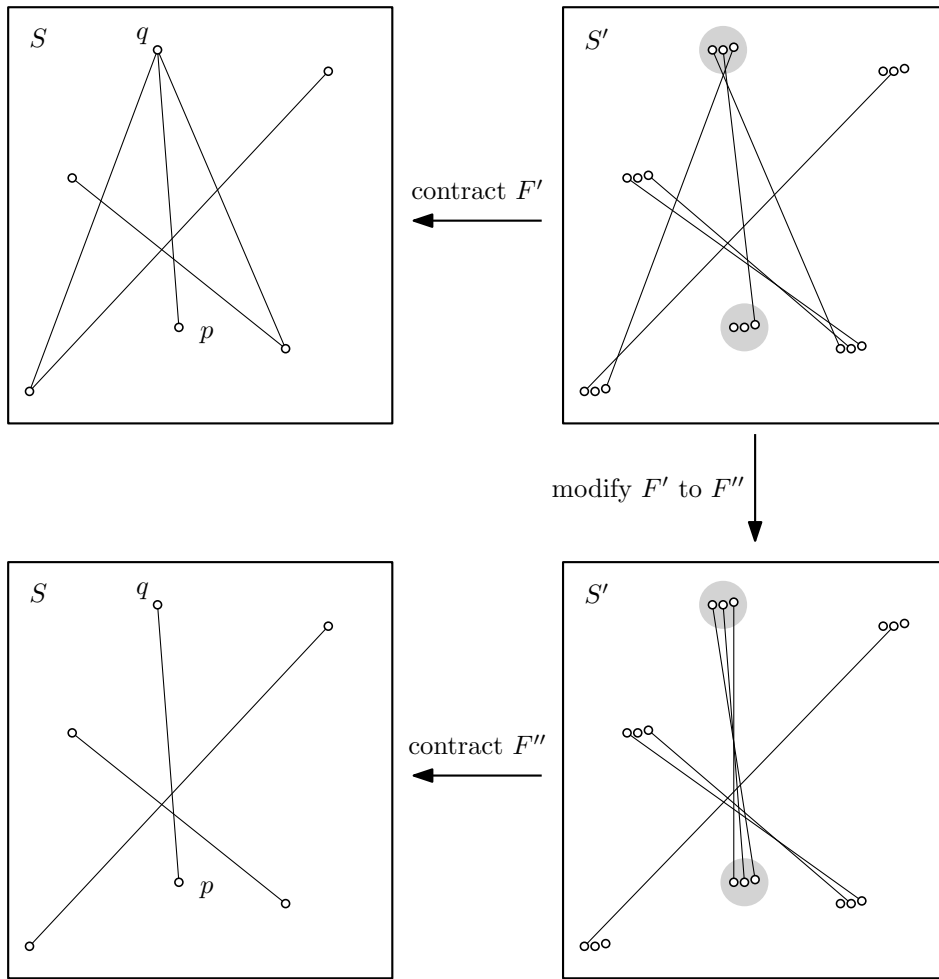 S
q
p
contract F′
S′
modify F′ to F″
S
q
p
contract F″
S′